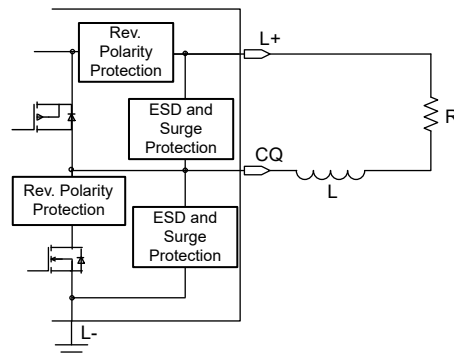 Rev.
Polarity
Protection
L+
ESD and
Surge
Protection
R
CQ
L
Rev. Polarity
Protection
ESD and
Surge
Protection
L-